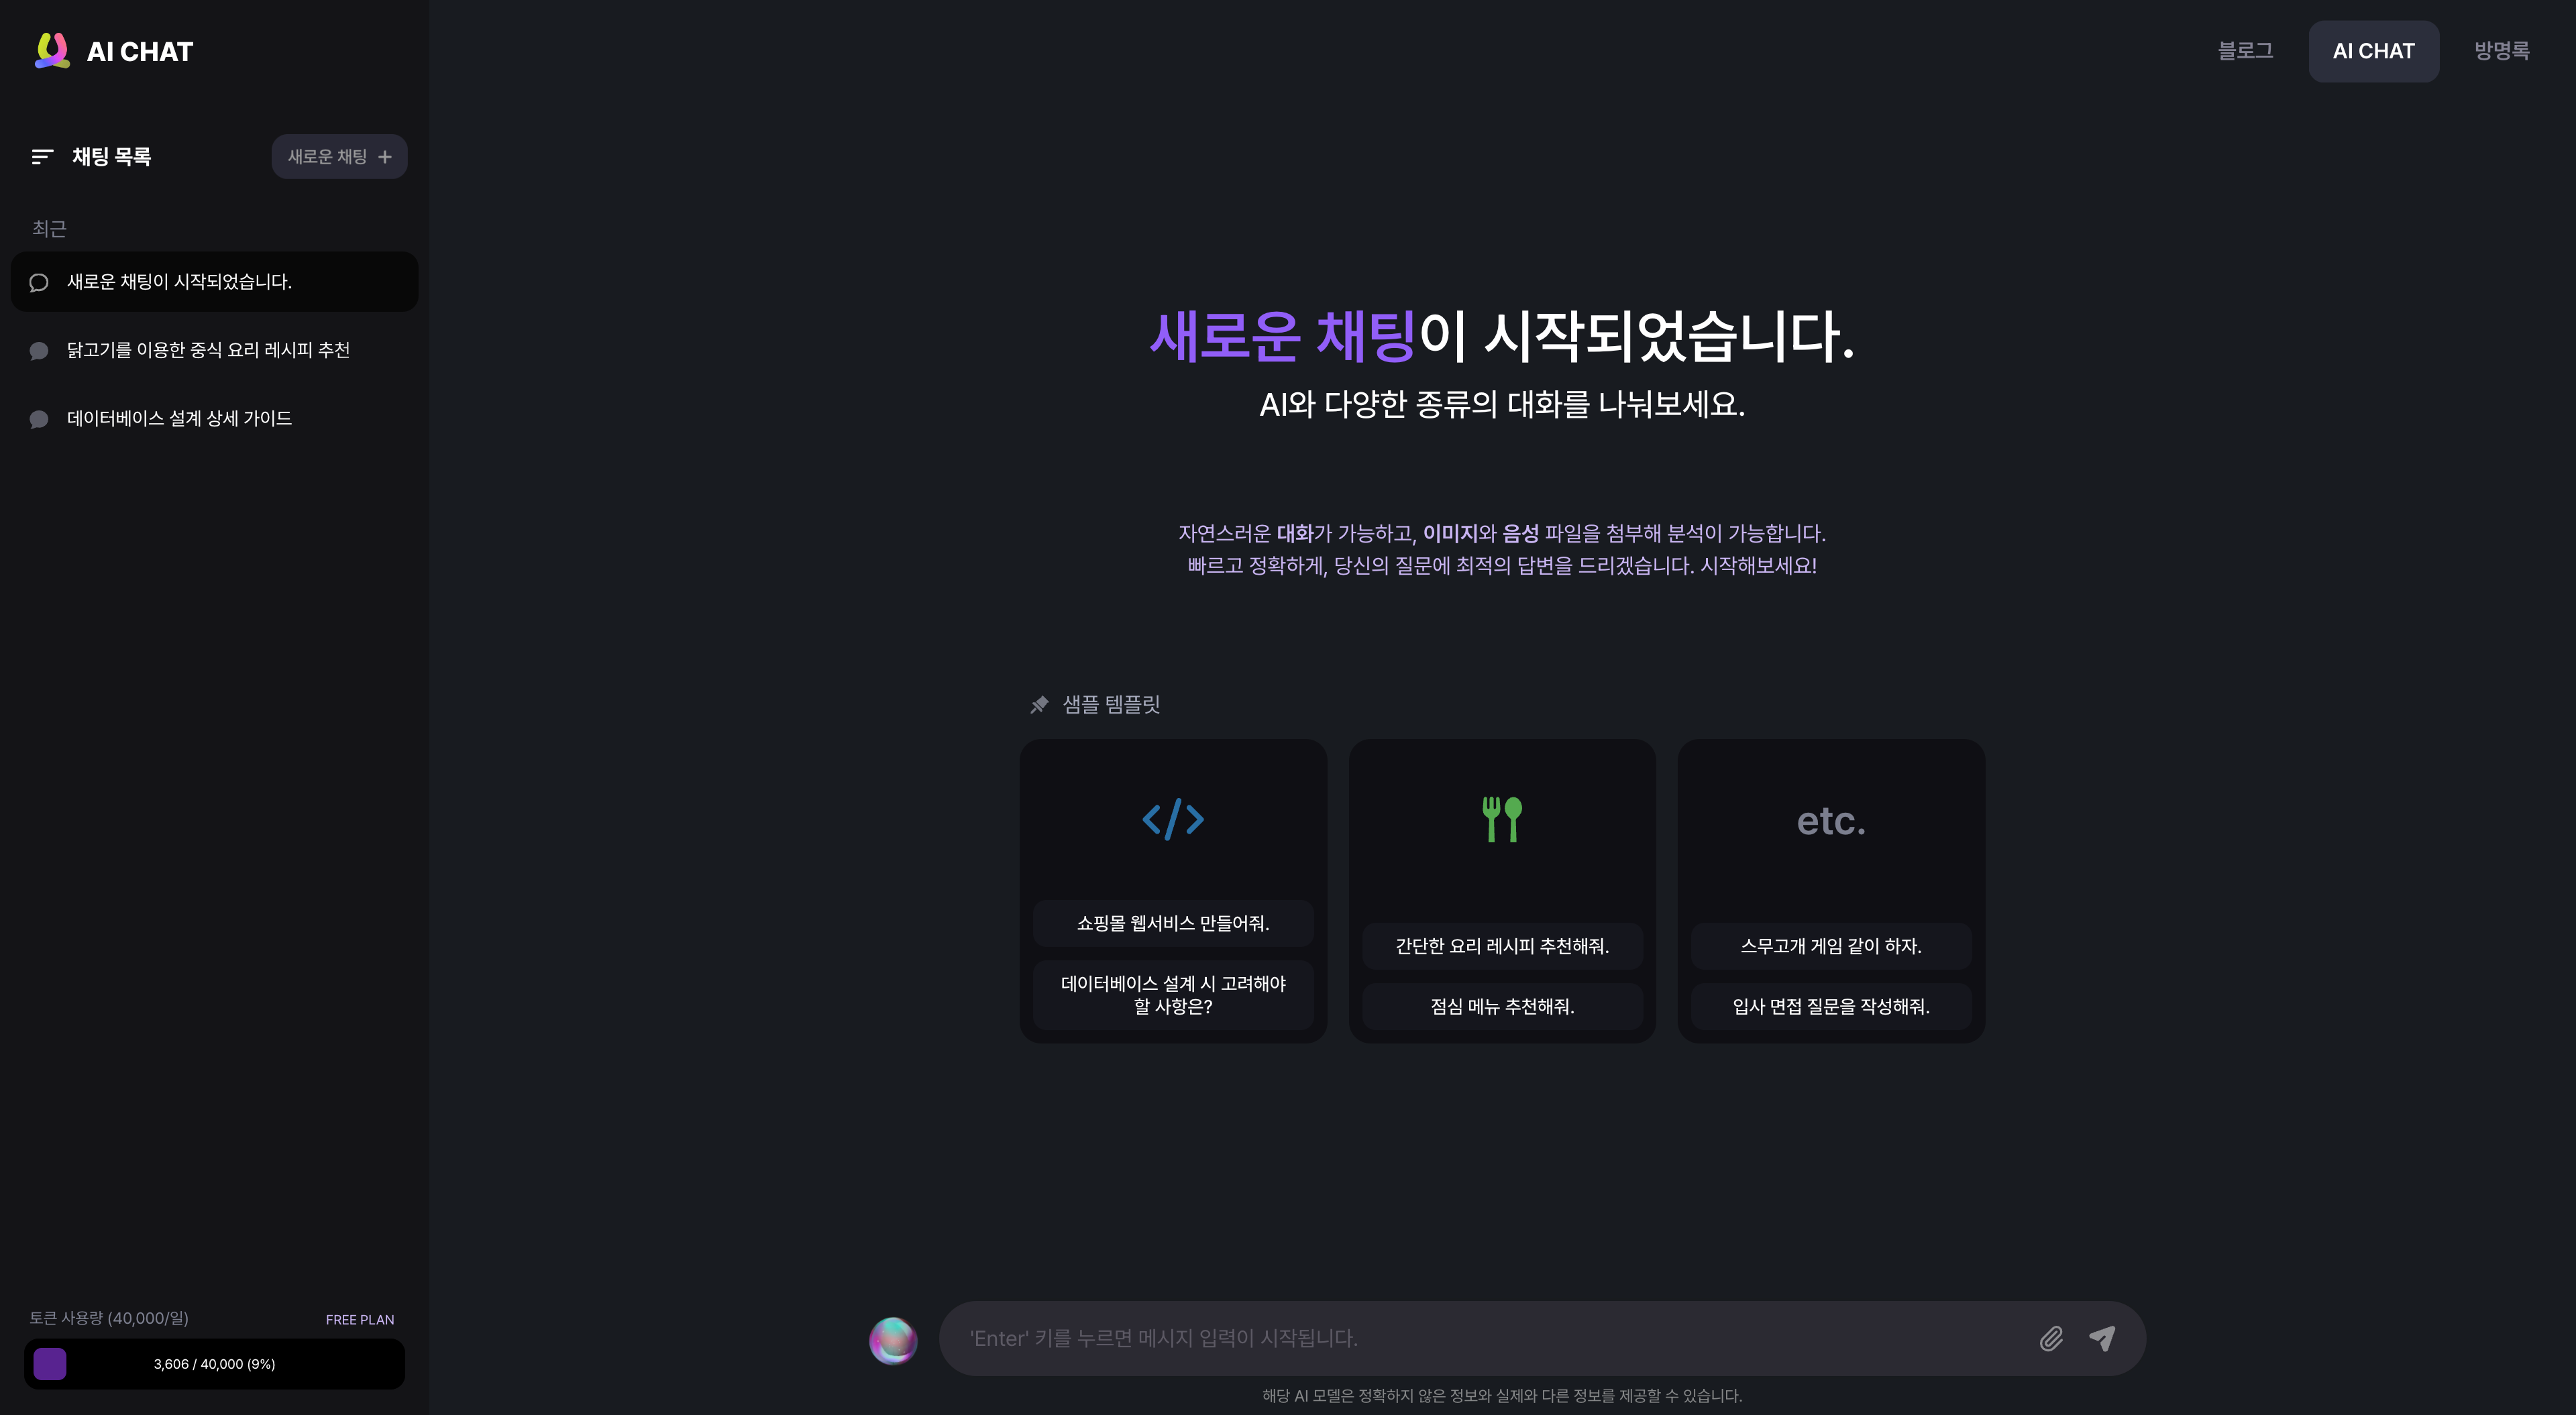 AI CHAT
블로그
AI CHAT
방명록
채팅 목록
새로운 채팅 +
최근
새로운 채팅이 시작되었습니다.
닭고기를 이용한 중식 요리 레시피 추천
데이터베이스 설계 상세 가이드
새로운 채팅이 시작되었습니다.
AI와 다양한 종류의 대화를 나눠보세요.
자연스러운 대화가 가능하고, 이미지와 음성 파일을 첨부해 분석이 가능합니다.
빠르고 정확하게, 당신의 질문에 최적의 답변을 드리겠습니다. 시작해보세요!
샘플 템플릿
쇼핑몰 웹서비스 만들어줘.
데이터베이스 설계 시 고려해야
할 사항은?
간단한 요리 레시피 추천해줘.
점심 메뉴 추천해줘.
etc.
스무고개 게임 같이 하자.
입사 면접 질문을 작성해줘.
토큰 사용량 (40,000/일)
FREE PLAN
3,606 / 40,000 (9%)
'Enter' 키를 누르면 메시지 입력이 시작됩니다.
해당 AI 모델은 정확하지 않은 정보와 실제와 다른 정보를 제공할 수 있습니다.